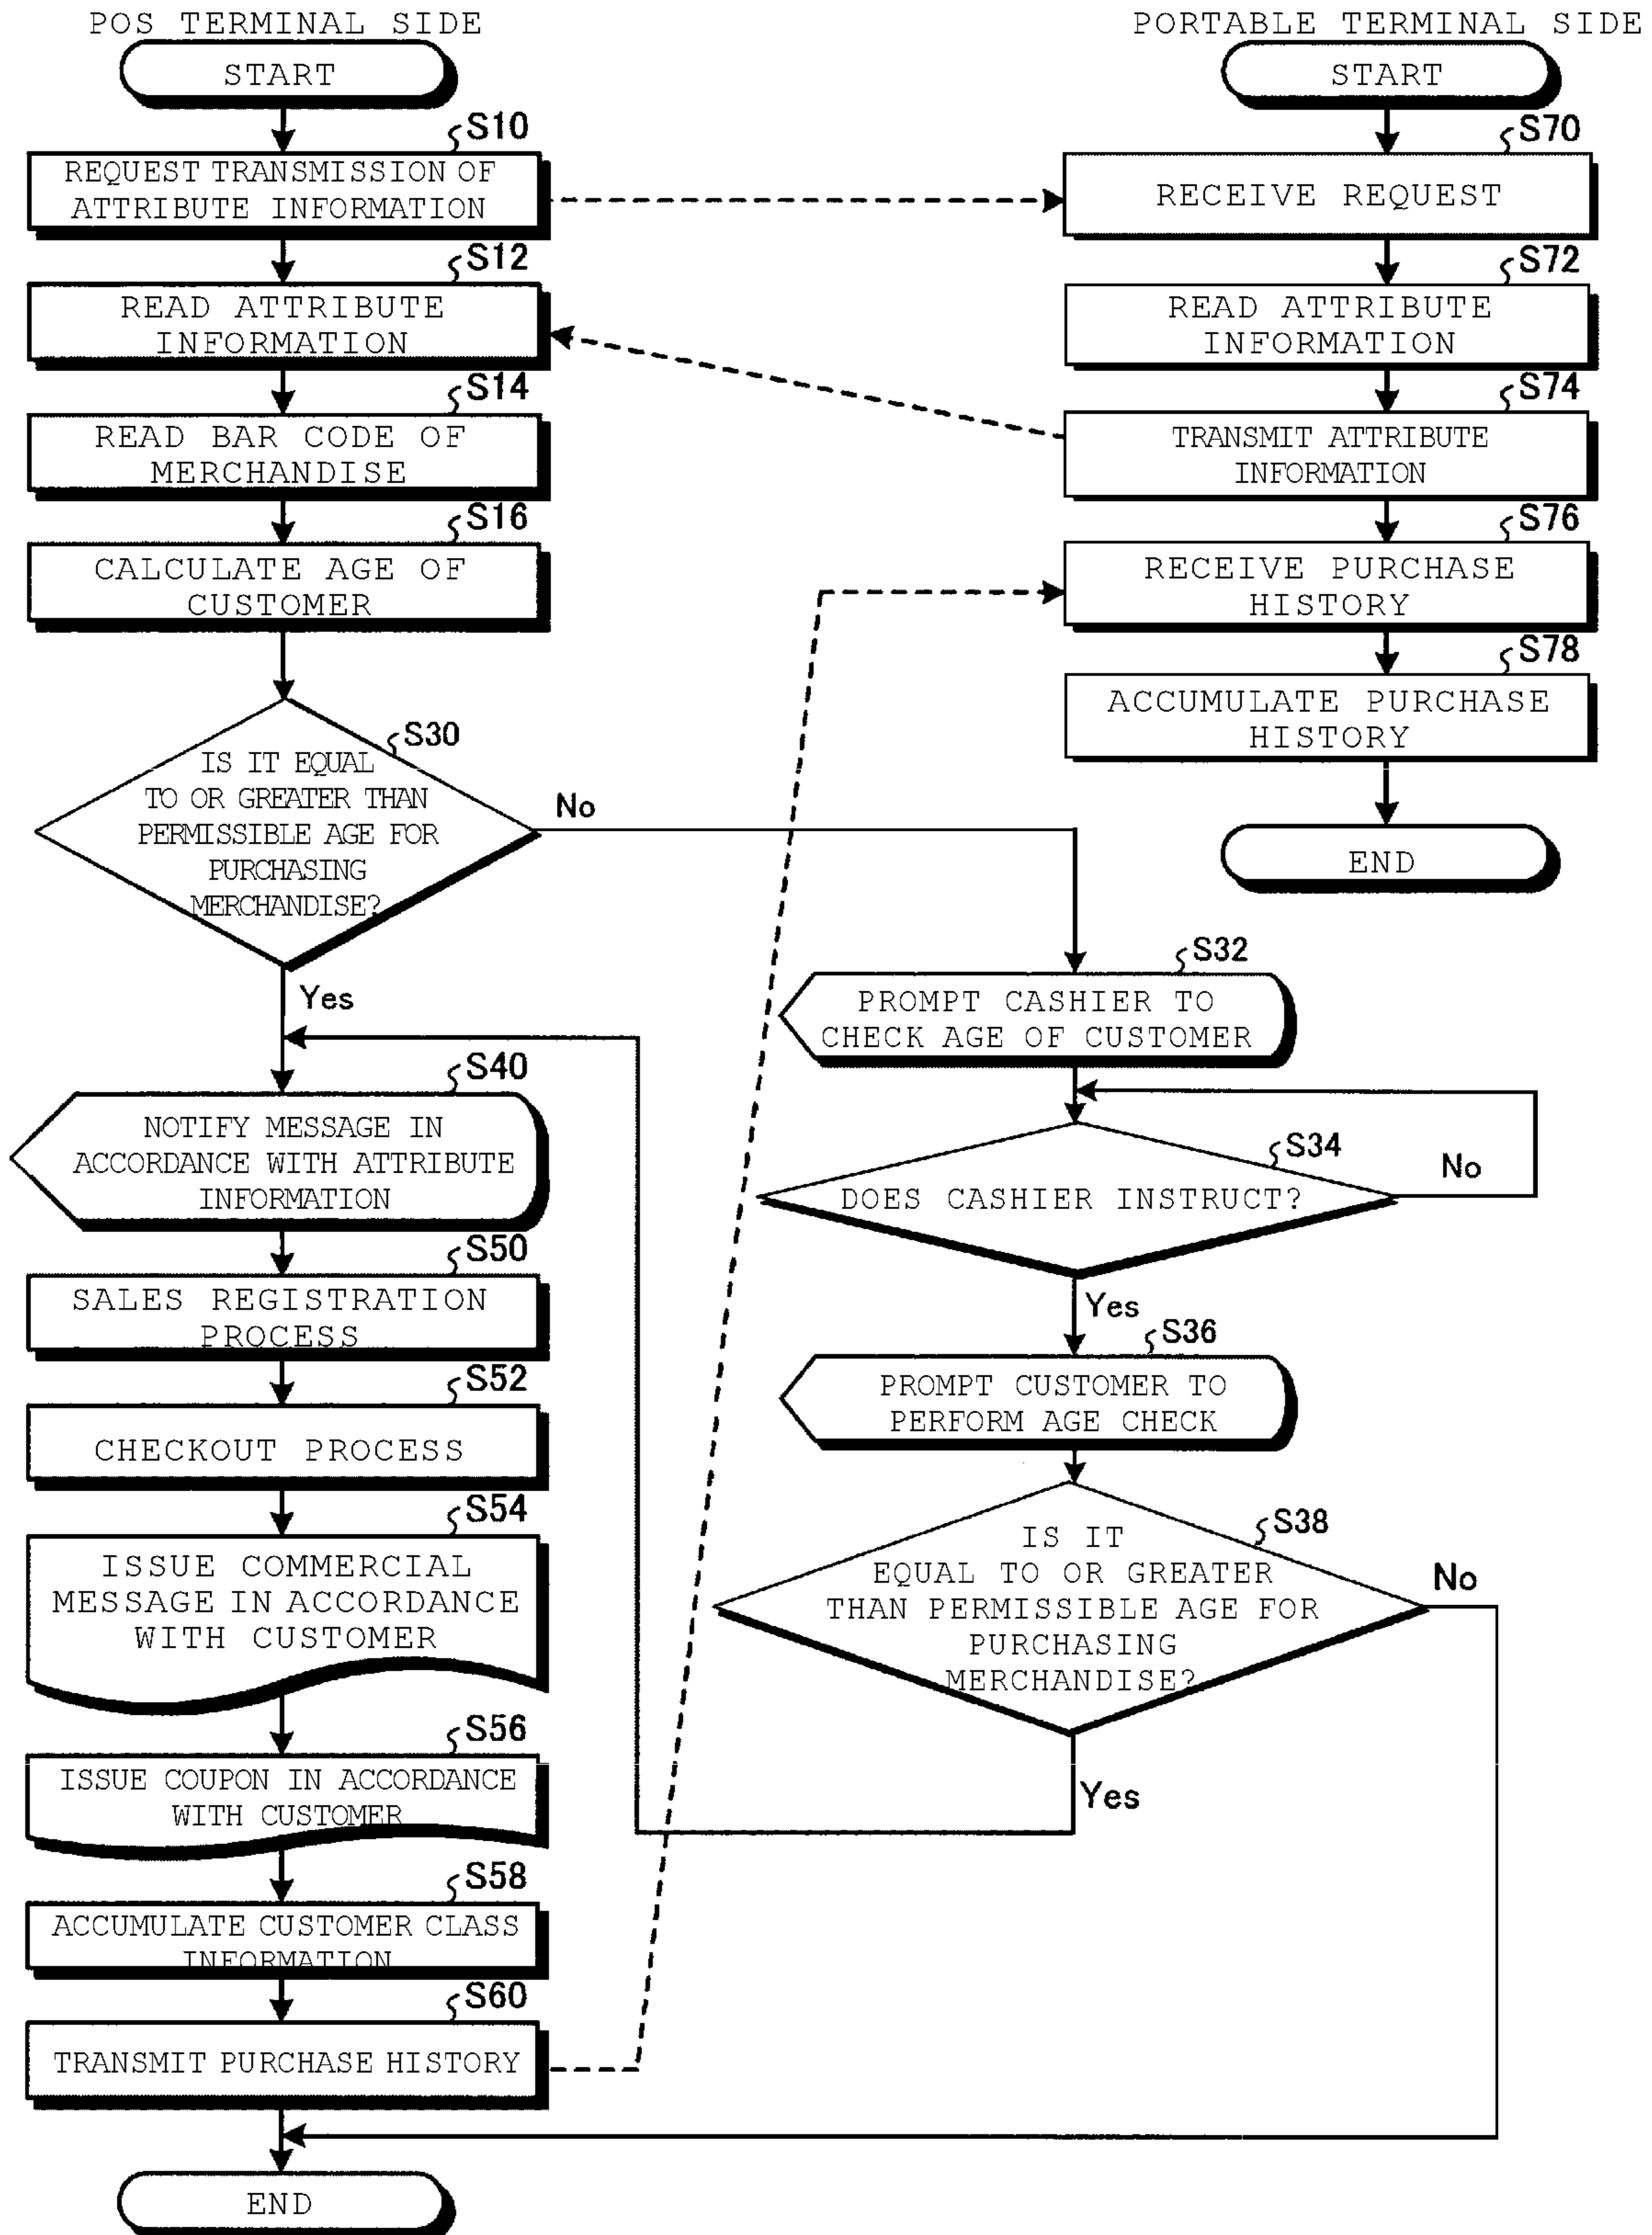 POS TERMINAL SIDE
START
S10
REQUEST TRANSMISSION OF
ATTRIBUTE INFORMATION
S12
READ ATTRIBUTE
INFORMATION
S14
READ BAR CODE OF
MERCHANDISE
S16
CALCULATE AGE OF
CUSTOMER
S30
IS IT EQUAL
TO OR GREATER THAN
PERMISSIBLE AGE FOR
PURCHASING
MERCHANDISE?
No
Yes
S40
NOTIFY MESSAGE IN
ACCORDANCE WITH ATTRIBUTE
INFORMATION
S50
SALES REGISTRATION
PROCESS
S52
CHECKOUT PROCESS
S54
ISSUE COMMERCIAL
MESSAGE IN ACCORDANCE
WITH CUSTOMER
S56
ISSUE COUPON IN ACCORDANCE
WITH CUSTOMER
S58
ACCUMULATE CUSTOMER CLASS
INFORMATION
S60
TRANSMIT PURCHASE HISTORY
END
S32
PROMPT CASHIER TO
CHECK AGE OF CUSTOMER
S34
DOES CASHIER INSTRUCT?
No
Yes
S36
PROMPT CUSTOMER TO
PERFORM AGE CHECK
S38
IS IT
EQUAL TO OR GREATER
THAN PERMISSIBLE AGE FOR
PURCHASING
MERCHANDISE?
No
Yes
PORTABLE TERMINAL SIDE
START
S70
RECEIVE REQUEST
S72
READ ATTRIBUTE
INFORMATION
S74
TRANSMIT ATTRIBUTE
INFORMATION
S76
RECEIVE PURCHASE
HISTORY
S78
ACCUMULATE PURCHASE
HISTORY
END